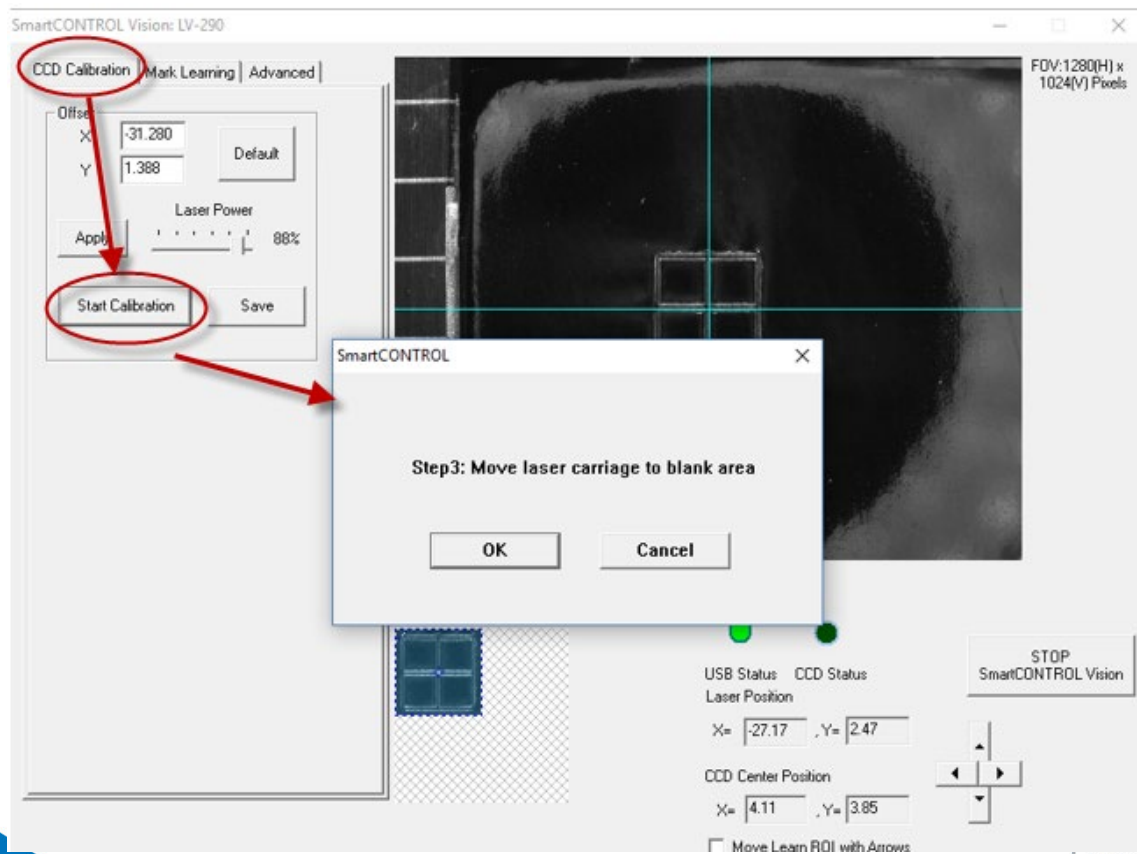 SmartCONTROL Vision: LV-290
CCD Calibration Mark Learning Advanced
FOV:1280(H) x
1024(V) Pixels
Offset
X -31.280
Default
Y 1.388
Laser Power
Apply 88%
Start Calibration Save
SmartCONTROL
Step3: Move laser carriage to blank area
OK Cancel
USB Status CCD Status
STOP
SmartCONTROL Vision
Laser Position
X= -27.17 ,Y= 2.47
CCD Center Position
X= 4.11 ,Y= 3.85
Move Learn ROI with Arrows